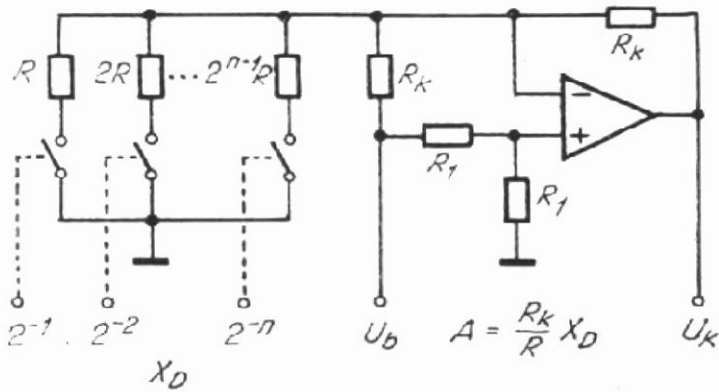 R_k
R
2R
...
2^{n-1}R
R_k
R_1
R_1
−
+
2^{-1}
2^{-2}
2^{-n}
X_D
U_b
A = \frac{R_k}{R} X_D
U_k